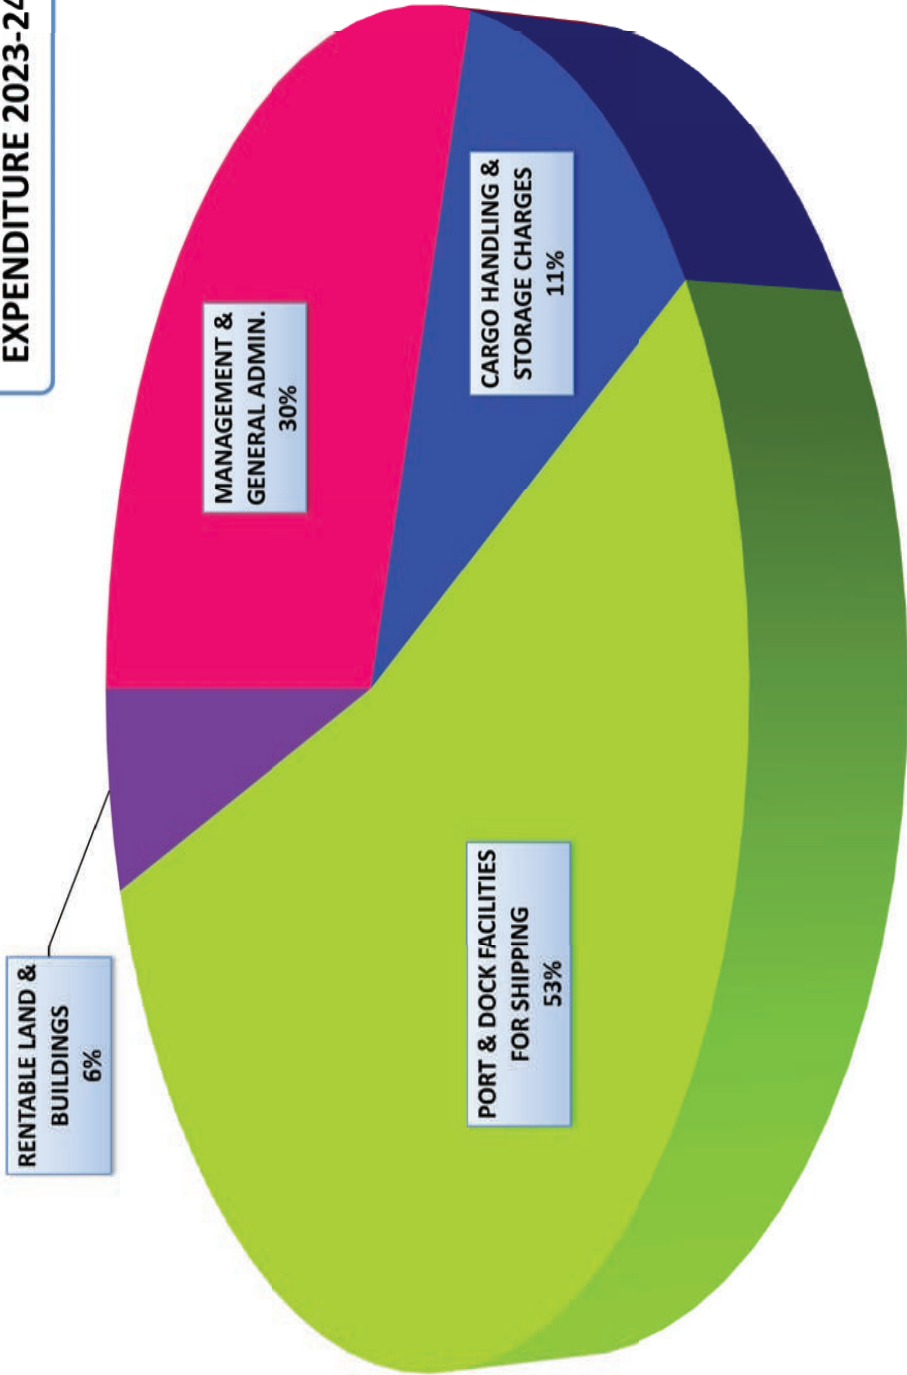 EXPENDITURE 2023-24
RENTABLE LAND &
BUILDINGS
6%
MANAGEMENT &
GENERAL ADMIN.
30%
CARGO HANDLING &
STORAGE CHARGES
11%
PORT & DOCK FACILITIES
FOR SHIPPING
53%